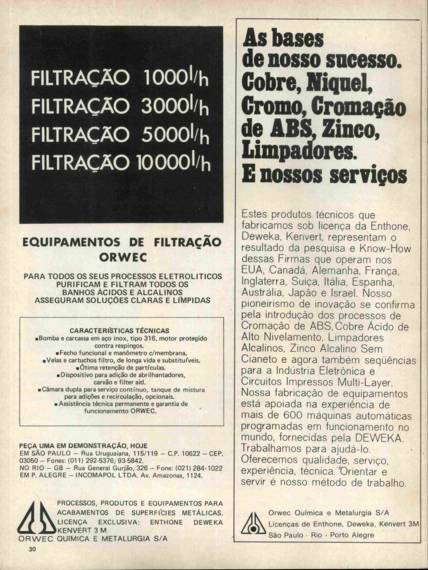 FILTRAÇÃO 1000l/h
FILTRAÇÃO 3000l/h
FILTRAÇÃO 5000l/h
FILTRAÇÃO 10000l/h
EQUIPAMENTOS DE FILTRAÇÃO
ORWEC
PARA TODOS OS SEUS PROCESSOS ELETROLITICOS
PURIFICAM E FILTRAM TODOS OS
BANHOS ÁCIDOS E ALCALINOS
ASSEGURAM SOLUÇÕES CLARAS E LÍMPIDAS
CARACTERÍSTICAS TÉCNICAS
●Bomba e carcasa em aço inox, tipo 316, motor protegido
contra respingos.
●Fecho funcional e manômetro c/membrana.
●Velas e cartuchos filtro, de longa vida e substituíveis.
●Ótima retenção de partículas.
●Dispositivo para adição de abrilhantadores,
carvão e filter aid.
●Câmara dupla para serviço contínuo, tanque de mistura
para adições e recirculação, opcionais.
●Assistência técnica permanente e garantia de
funcionamento ORWEC.
PEÇA UMA EM DEMONSTRAÇÃO, HOJE
EM SÃO PAULO – Rua Uruguaiana, 115/119 – C.P. 10622 – CEP.
03050 – Fones: (011) 292-5376; 93-5842.
NO RIO – GB – Rua General Gurjão, 326 – Fone: (021) 284-1022
EM P. ALEGRE – INCOMAPOL LTDA. Av. Amazonas, 1124.
PROCESSOS, PRODUTOS E EQUIPAMENTOS PARA
ACABAMENTOS DE SUPERFÍCIES METÁLICAS.
LICENÇA EXCLUSIVA: ENTHONE DEWEKA
KENVERT 3 M
ORWEC QUÍMICA E METALURGIA S/A
30
As bases
de nosso sucesso.
Cobre, Niquel,
Cromo, Cromação
de ABS, Zinco,
Limpadores.
E nossos serviços
Estes produtos técnicos que
fabricamos sob licença da Enthone,
Deweka, Kenvert, representam o
resultado da pesquisa e Know-How
dessas Firmas que operam nos
EUA, Canadá, Alemanha, França,
Inglaterra, Suiça, Itália, Espanha,
Austrália, Japão e Israel. Nosso
pioneirismo de inovação se confirma
pela introdução dos processos de
Cromação de ABS,Cobre Ácido de
Alto Nivelamento, Limpadores
Alcalinos, Zinco Alcalino Sem
Cianeto e agora também seqüências
para a Indústria Eletrônica e
Circuitos Impressos Multi-Layer.
Nossa fabricação de equipamentos
está apoiada na experiência de
mais de 600 máquinas automáticas
programadas em funcionamento no
mundo, fornecidas pela DEWEKA.
Trabalhamos para ajudá-lo.
Oferecemos qualidade, serviço,
experiência, técnica. Orientar e
servir é nosso método de trabalho.
Orwec Química e Metalurgia S/A
Licenças de Enthone, Deweka, Kenvert 3M
São Paulo · Rio · Porto Alegre